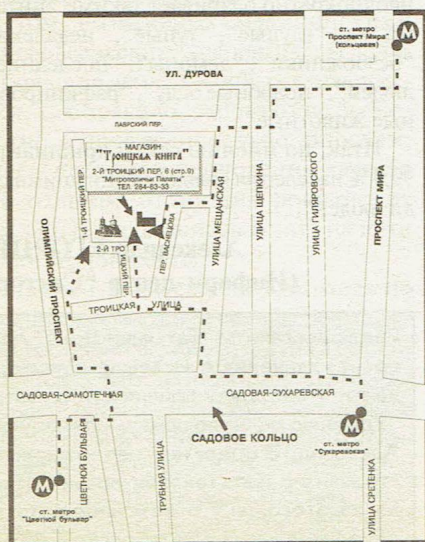 ст. метро
"Проспект Мира"
(кольцевая)
М
УЛ. ДУРОВА
ЛАВРСКИЙ ПЕР.
МАГАЗИН
"Троицкая книга"
2-Й ТРОИЦКИЙ ПЕР. 6 (стр.9)
"Митрополичьи Палаты"
ТЕЛ. 284-83-33
1-Й ТРОИЦКИЙ ПЕР.
2-Й ТРО
ИЦКИЙ ПЕР.
ПЕР. ВАСНЕЦОВА
УЛИЦА МЕЩАНСКАЯ
УЛИЦА ЩЕПКИНА
УЛИЦА ГИЛЯРОВСКОГО
ПРОСПЕКТ МИРА
ОЛИМПИЙСКИЙ ПРОСПЕКТ
ТРОИЦКАЯ УЛИЦА
САДОВАЯ-САМОТЕЧНАЯ
САДОВАЯ-СУХАРЕВСКАЯ
САДОВОЕ КОЛЬЦО
М
ст. метро
"Сухаревская"
ЦВЕТНОЙ БУЛЬВАР
ТРУБНАЯ УЛИЦА
УЛИЦА СРЕТЕНКА
М
ст. метро
"Цветной бульвар"